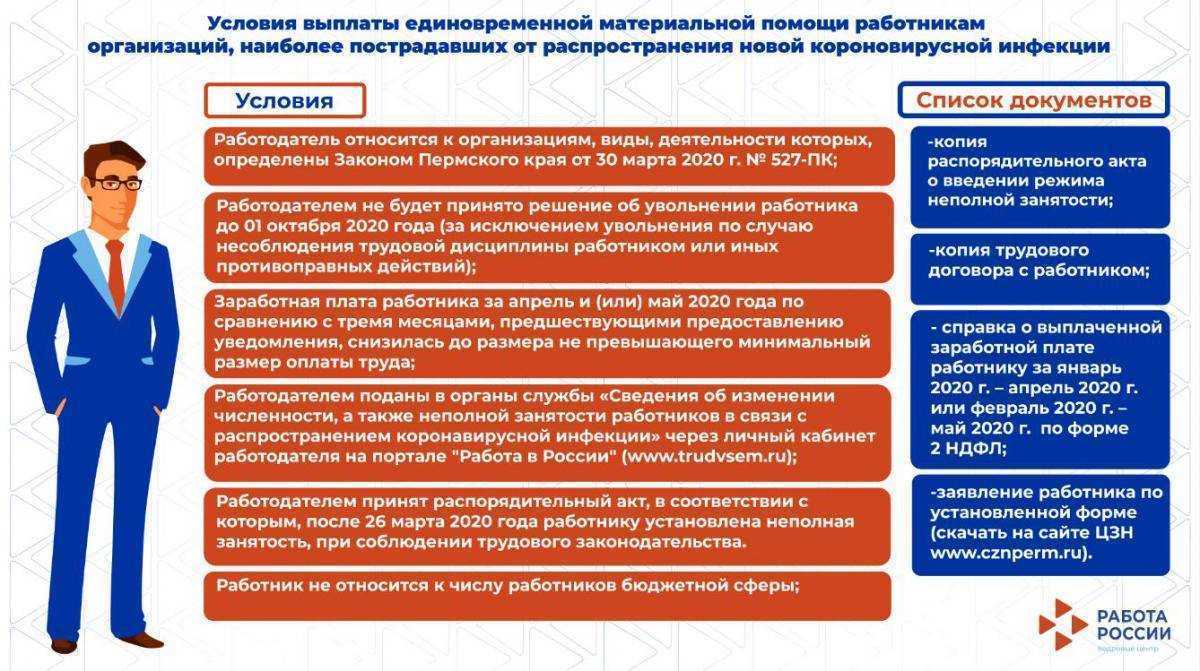 Условия выплаты единовременной материальной помощи работникам
организаций, наиболее пострадавших от распространения новой короновирусной инфекции
Условия
Работодатель относится к организациям, виды, деятельности которых,
определены Законом Пермского края от 30 марта 2020 г. № 527-ПК;
Работодателем не будет принято решение об увольнении работника
до 01 октября 2020 года (за исключением увольнения по случаю
несоблюдения трудовой дисциплины работником или иных
противоправных действий);
Заработная плата работника за апрель и (или) май 2020 года по
сравнению с тремя месяцами, предшествующими предоставлению
уведомления, снизилась до размера не превышающего минимальный
размер оплаты труда;
Работодателем поданы в органы службы «Сведения об изменении
численности, а также неполной занятости работников в связи с
распространением коронавирусной инфекции» через личный кабинет
работодателя на портале "Работа в России" (www.trudvsem.ru);
Работодателем принят распорядительный акт, в соответствии с
которым, после 26 марта 2020 года работнику установлена неполная
занятость, при соблюдении трудового законодательства.
Работник не относится к числу работников бюджетной сферы;
Список документов
-копия
распорядительного акта
о введении режима
неполной занятости;
-копия трудового
договора с работником;
- справка о выплаченной
заработной плате
работнику за январь
2020 г. – апрель 2020 г.
или февраль 2020 г. –
май 2020 г. по форме
2 НДФЛ;
-заявление работника по
установленной форме
(скачать на сайте ЦЗН
www.cznperm.ru).
РАБОТА
РОССИИ
Кадровый центр